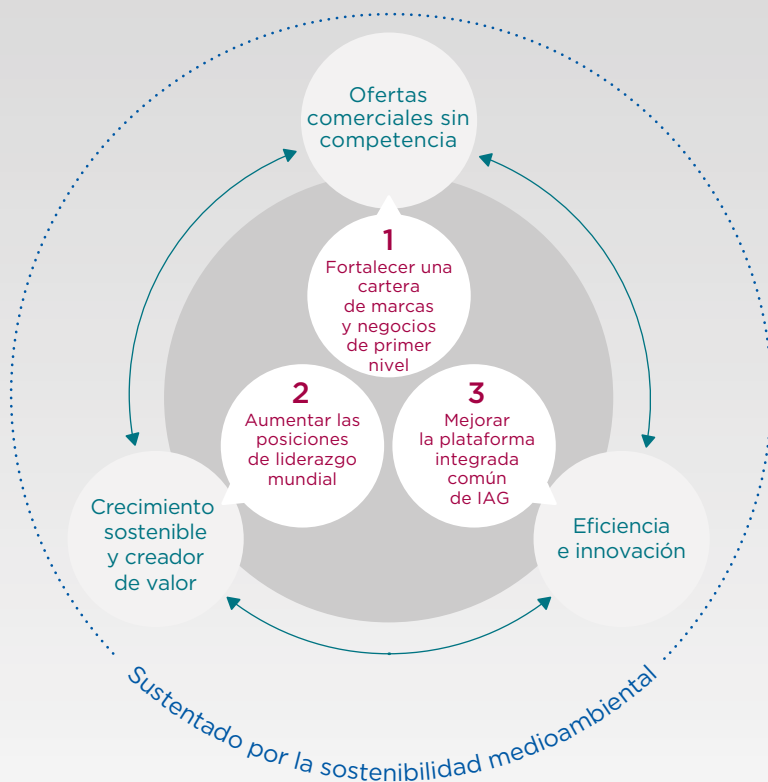 Ofertas
comerciales sin
competencia
1
Fortalecer una
cartera
de marcas
y negocios
de primer
nivel
2
Aumentar las
posiciones
de liderazgo
mundial
3
Mejorar
la plataforma
integrada
común
de IAG
Crecimiento
sostenible
y creador
de valor
Eficiencia
e innovación
Sustentado por la sostenibilidad medioambiental